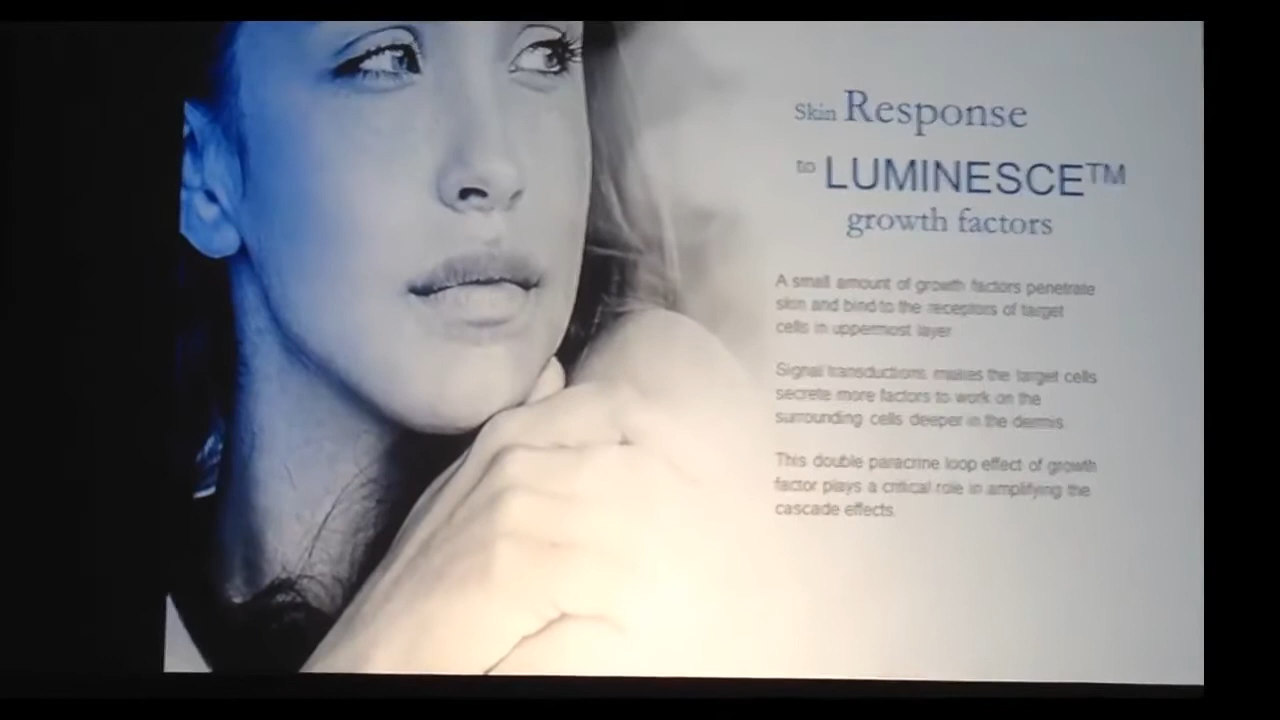 Skin Response
to LUMINESCE™
growth factors
A small amount of growth factors penetrate
skin and bind to the receptors of target
cells in uppermost layer
Signal transductions makes the target cells
secrete more factors to work on the
surrounding cells deeper in the dermis.
This double paracrine loop effect of growth
factor plays a critical role in amplifying the
cascade effects.